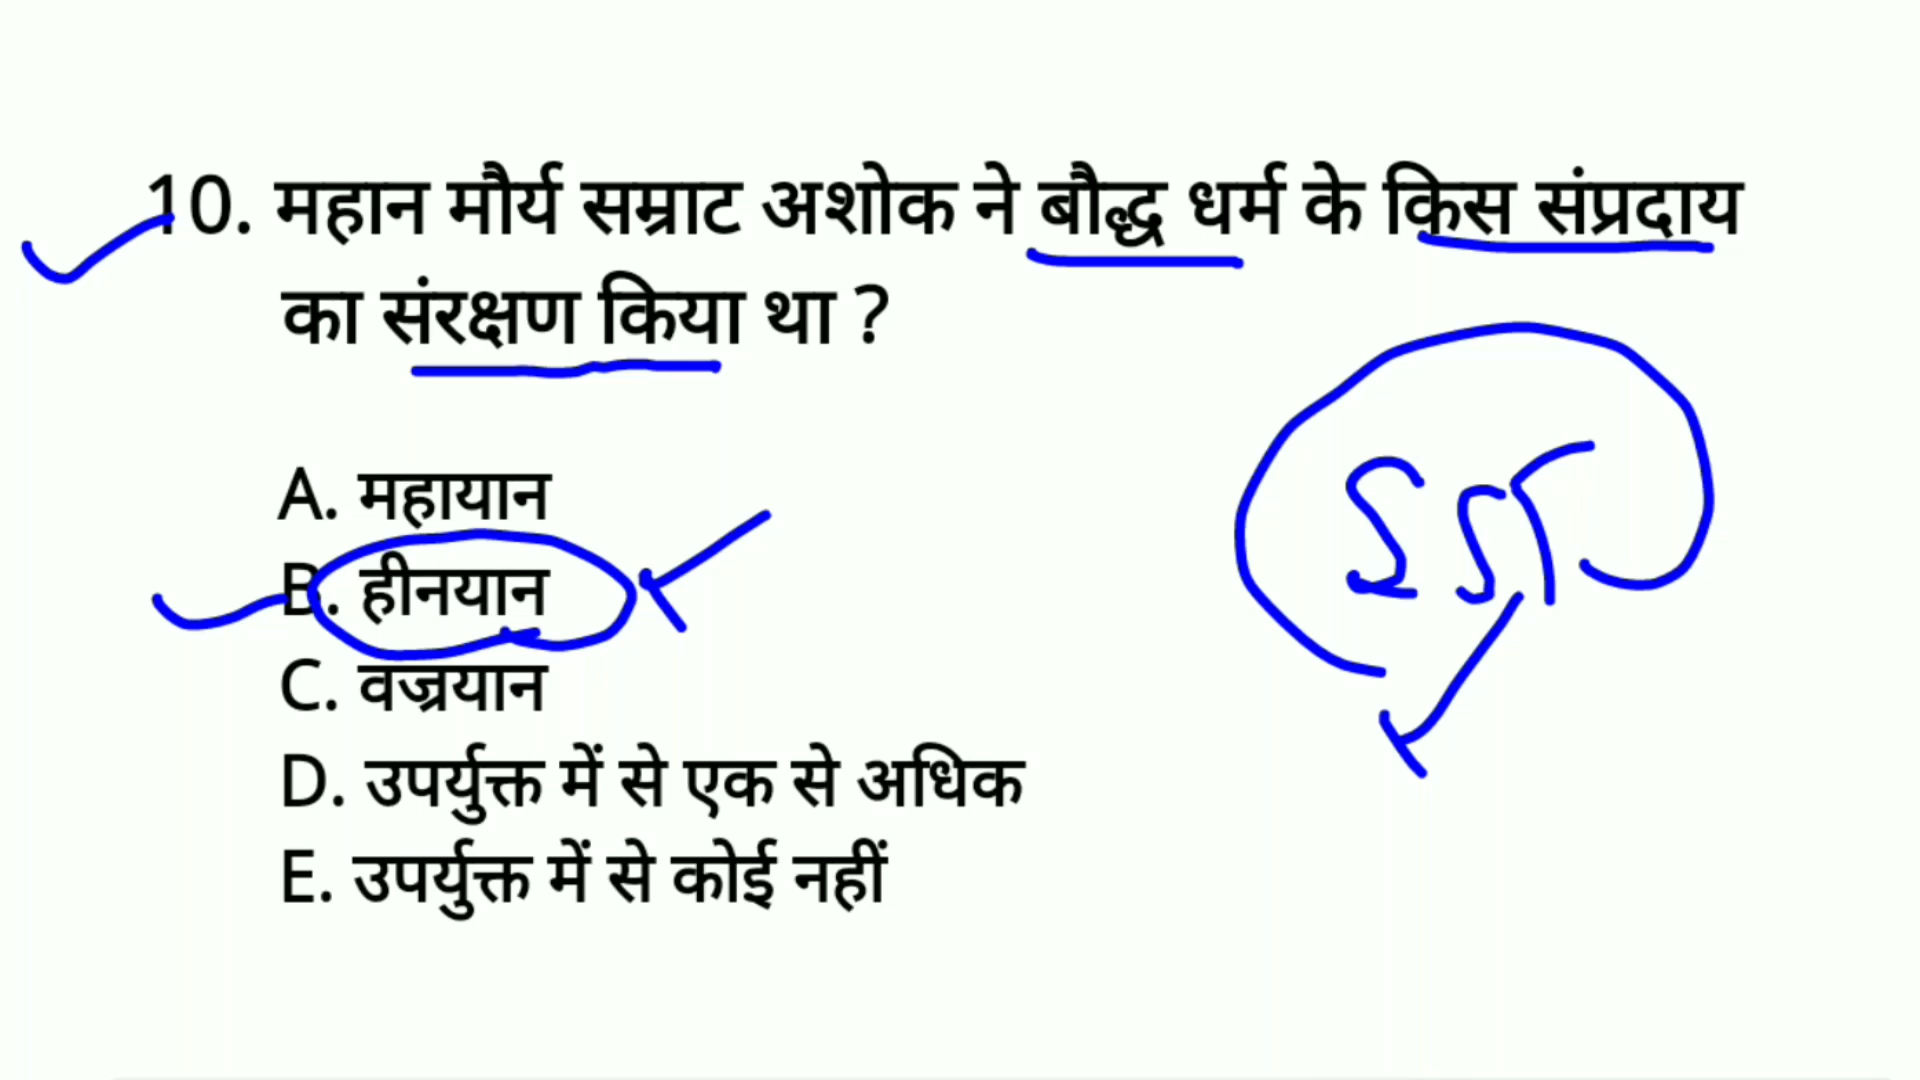 10. महान मौर्य सम्राट अशोक ने बौद्ध धर्म के किस संप्रदाय
का संरक्षण किया था ?
A. महायान
B. हीनयान
C. वज्रयान
D. उपर्युक्त में से एक से अधिक
E. उपर्युक्त में से कोई नहीं